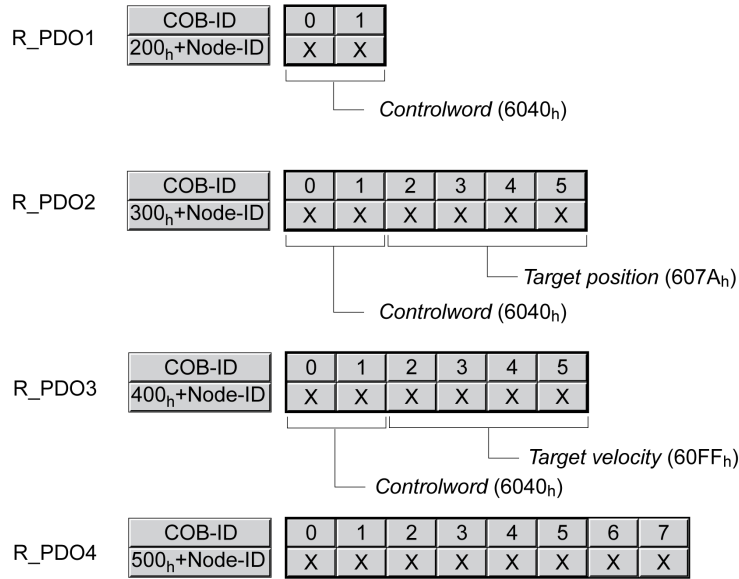 R_PDO1 COB-ID 0 1
200h+Node-ID X X
Controlword (6040h)
R_PDO2 COB-ID 0 1 2 3 4 5
300h+Node-ID X X X X X X
Target position (607Ah)
Controlword (6040h)
R_PDO3 COB-ID 0 1 2 3 4 5
400h+Node-ID X X X X X X
Target velocity (60FFh)
Controlword (6040h)
R_PDO4 COB-ID 0 1 2 3 4 5 6 7
500h+Node-ID X X X X X X X X